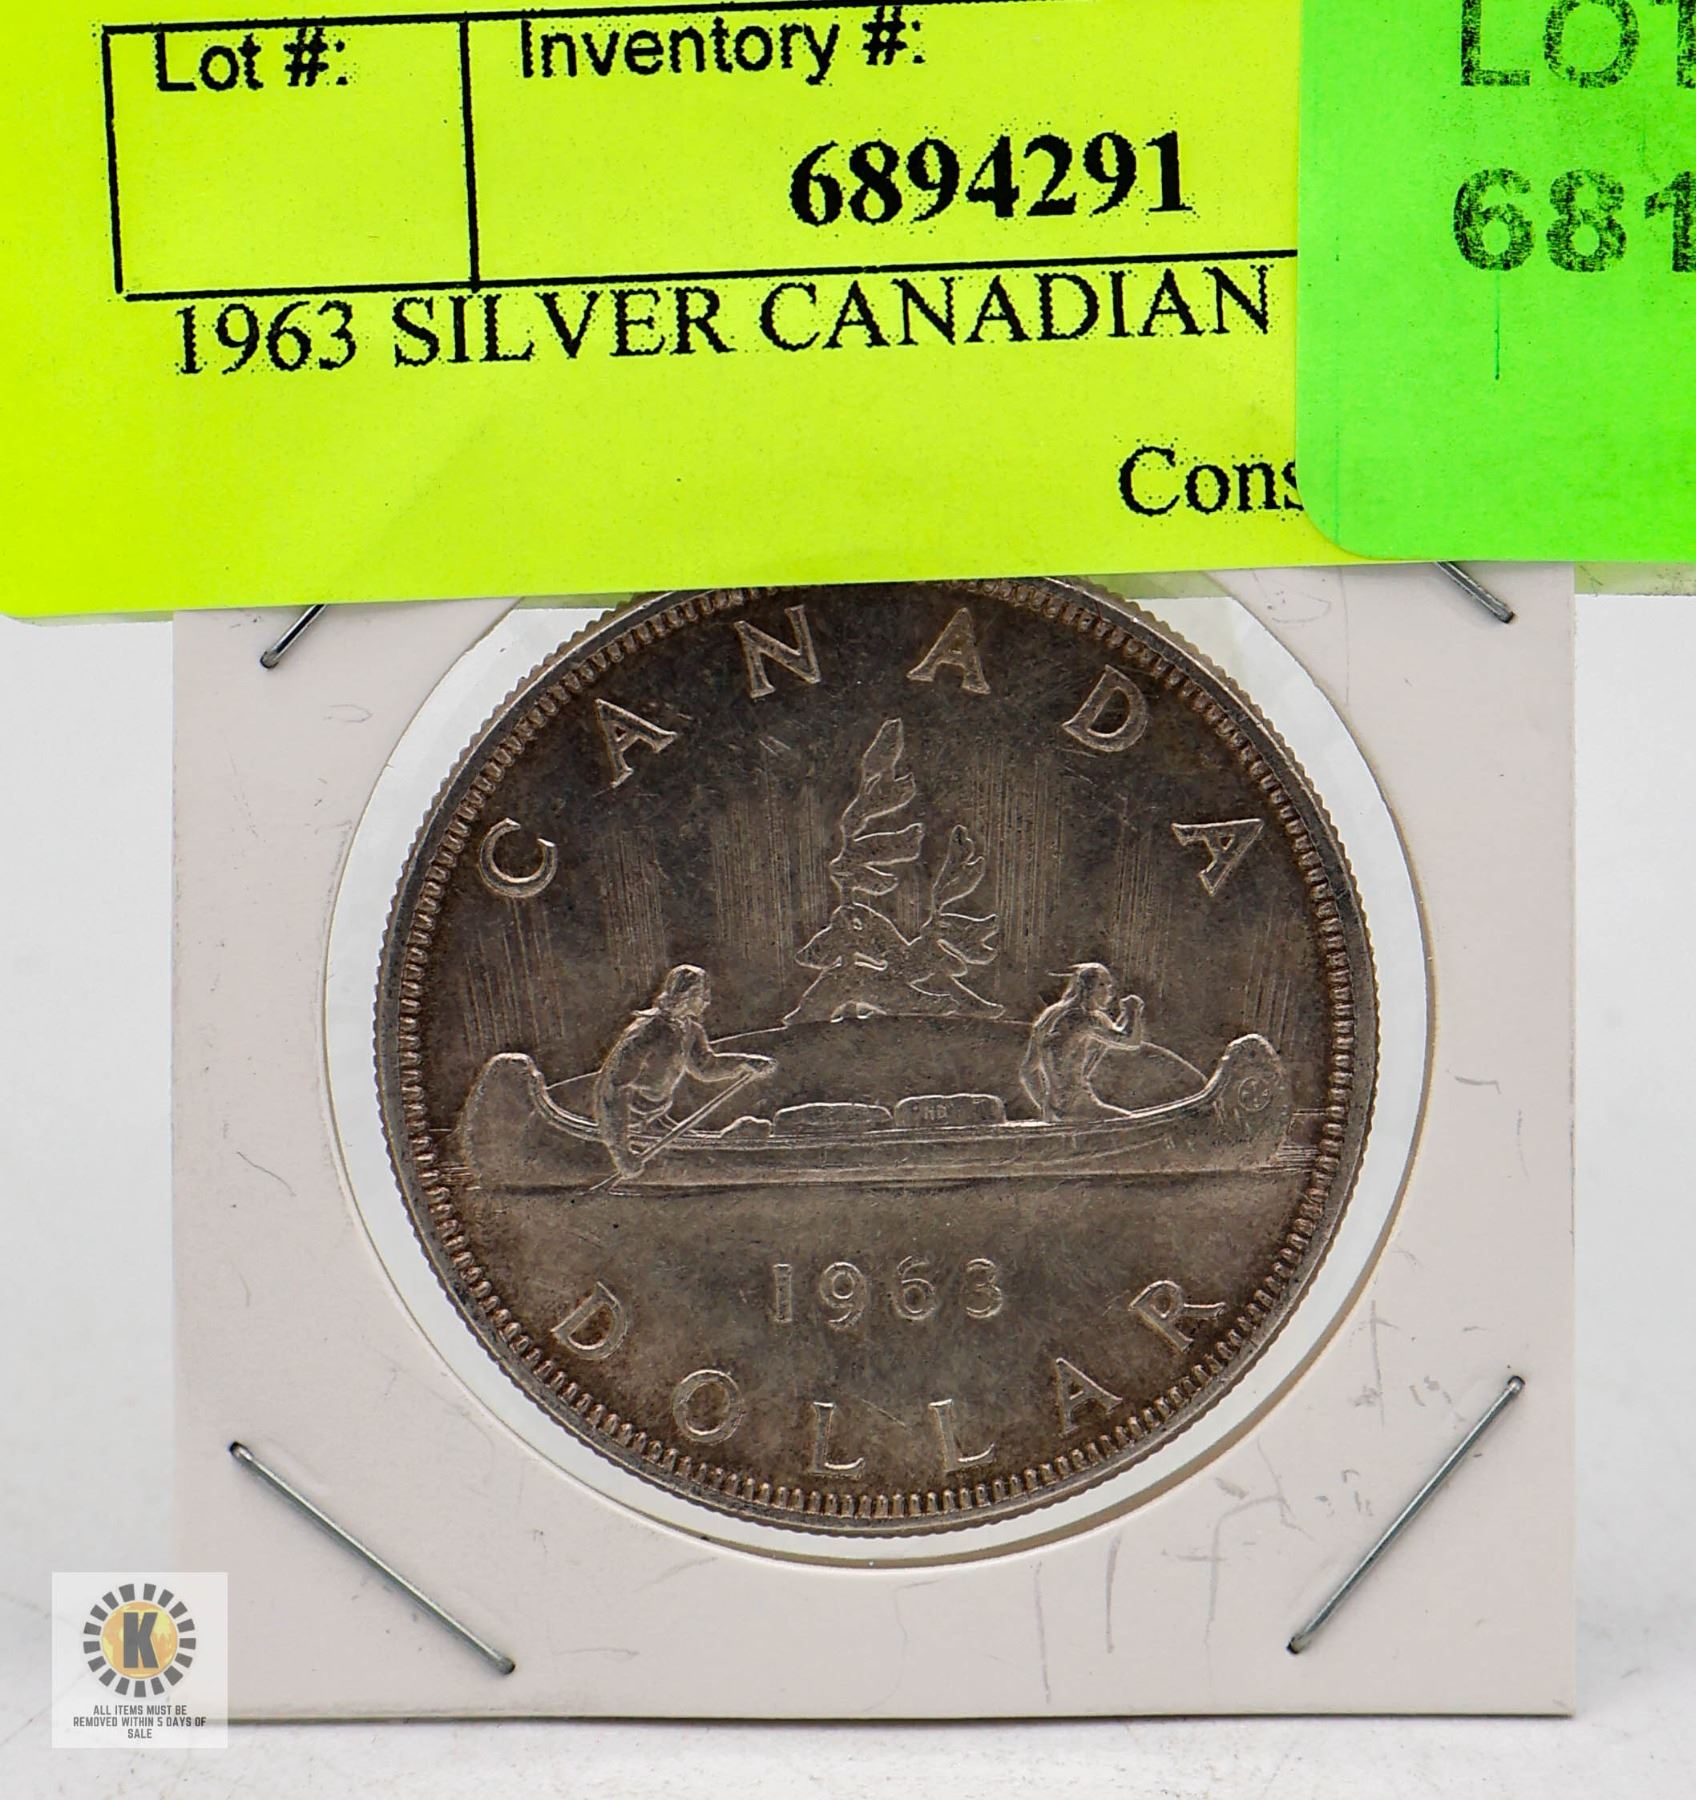 Lot #:
Inventory #:
6894291
1963 SILVER CANADIAN
Cons
LOT
681
CANADA
HB
1963
DOLLAR
K
ALL ITEMS MUST BE
REMOVED WITHIN 5 DAYS OF
SALE